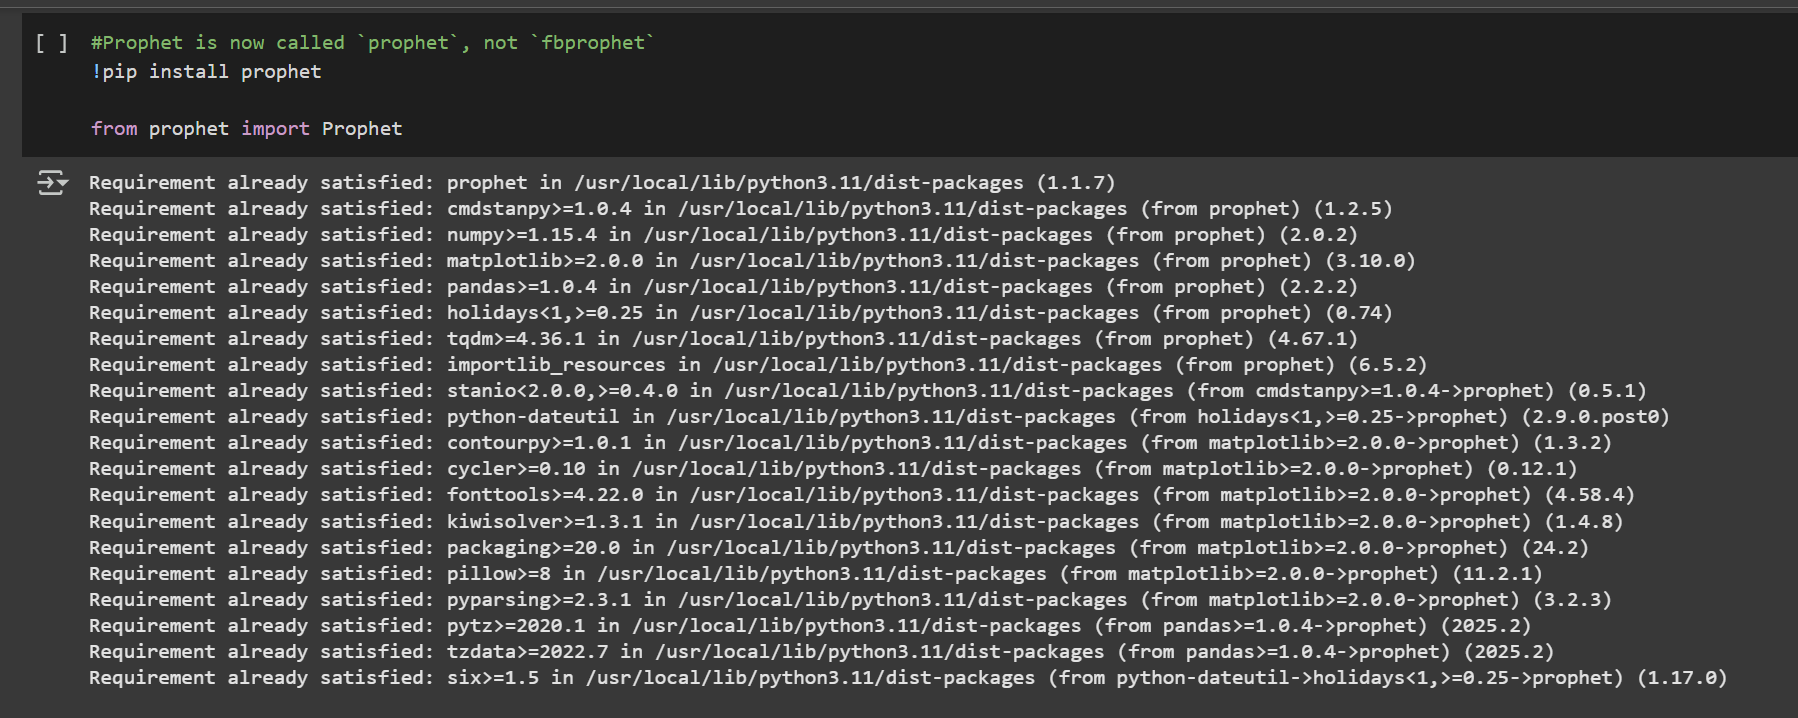 [ ] #Prophet is now called `prophet`, not `fbprophet`
!pip install prophet
from prophet import Prophet
Requirement already satisfied: prophet in /usr/local/lib/python3.11/dist-packages (1.1.7)
Requirement already satisfied: cmdstanpy>=1.0.4 in /usr/local/lib/python3.11/dist-packages (from prophet) (1.2.5)
Requirement already satisfied: numpy>=1.15.4 in /usr/local/lib/python3.11/dist-packages (from prophet) (2.0.2)
Requirement already satisfied: matplotlib>=2.0.0 in /usr/local/lib/python3.11/dist-packages (from prophet) (3.10.0)
Requirement already satisfied: pandas>=1.0.4 in /usr/local/lib/python3.11/dist-packages (from prophet) (2.2.2)
Requirement already satisfied: holidays<1,>=0.25 in /usr/local/lib/python3.11/dist-packages (from prophet) (0.74)
Requirement already satisfied: tqdm>=4.36.1 in /usr/local/lib/python3.11/dist-packages (from prophet) (4.67.1)
Requirement already satisfied: importlib_resources in /usr/local/lib/python3.11/dist-packages (from prophet) (6.5.2)
Requirement already satisfied: stanio<2.0.0,>=0.4.0 in /usr/local/lib/python3.11/dist-packages (from cmdstanpy>=1.0.4->prophet) (0.5.1)
Requirement already satisfied: python-dateutil in /usr/local/lib/python3.11/dist-packages (from holidays<1,>=0.25->prophet) (2.9.0.post0)
Requirement already satisfied: contourpy>=1.0.1 in /usr/local/lib/python3.11/dist-packages (from matplotlib>=2.0.0->prophet) (1.3.2)
Requirement already satisfied: cycler>=0.10 in /usr/local/lib/python3.11/dist-packages (from matplotlib>=2.0.0->prophet) (0.12.1)
Requirement already satisfied: fonttools>=4.22.0 in /usr/local/lib/python3.11/dist-packages (from matplotlib>=2.0.0->prophet) (4.58.4)
Requirement already satisfied: kiwisolver>=1.3.1 in /usr/local/lib/python3.11/dist-packages (from matplotlib>=2.0.0->prophet) (1.4.8)
Requirement already satisfied: packaging>=20.0 in /usr/local/lib/python3.11/dist-packages (from matplotlib>=2.0.0->prophet) (24.2)
Requirement already satisfied: pillow>=8 in /usr/local/lib/python3.11/dist-packages (from matplotlib>=2.0.0->prophet) (11.2.1)
Requirement already satisfied: pyparsing>=2.3.1 in /usr/local/lib/python3.11/dist-packages (from matplotlib>=2.0.0->prophet) (3.2.3)
Requirement already satisfied: pytz>=2020.1 in /usr/local/lib/python3.11/dist-packages (from pandas>=1.0.4->prophet) (2025.2)
Requirement already satisfied: tzdata>=2022.7 in /usr/local/lib/python3.11/dist-packages (from pandas>=1.0.4->prophet) (2025.2)
Requirement already satisfied: six>=1.5 in /usr/local/lib/python3.11/dist-packages (from python-dateutil->holidays<1,>=0.25->prophet) (1.17.0)